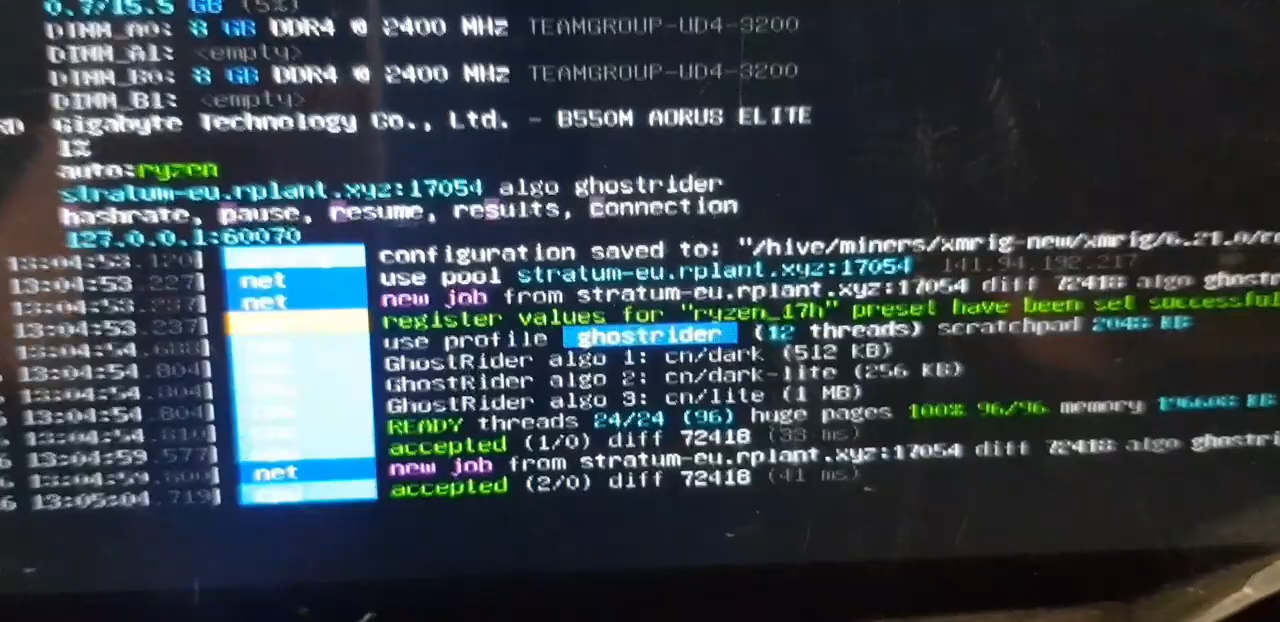 0.7/15.5 GB (5%)
DIMM_A0: 8 GB DDR4 @ 2400 MHz TEAMGROUP-UD4-3200
DIMM_A1: <empty>
DIMM_B0: 8 GB DDR4 @ 2400 MHz TEAMGROUP-UD4-3200
DIMM_B1: <empty>
Gigabyte Technology Co., Ltd. - B550M AORUS ELITE
1%
auto:ryzen
stratum-eu.rplant.xyz:17054 algo ghostrider
hashrate, pause, resume, results, connection
127.0.0.1:60070
13:04:53.120] configuration saved to: "/hive/miners/xmrig-new/xmrig/6.21.0/
13:04:53.227] net use pool stratum-eu.rplant.xyz:17054 141.94.192.217
13:04:53.237] net new job from stratum-eu.rplant.xyz:17054 diff 72418 algo ghostr
13:04:53.237] register values for "ryzen_17h" preset have been set successful
13:04:54 use profile ghostrider (12 threads) scratchpad 2048 KB
13:04:54.804] GhostRider algo 1: cn/dark (512 KB)
13:04:54.804] GhostRider algo 2: cn/dark-lite (256 KB)
13:04:54.804] GhostRider algo 3: cn/lite (1 MB)
13:04:54.810] READY threads 24/24 (96) huge pages 100% 96/96 memory 196608 KB
13:04:59.577] accepted (1/0) diff 72418 (33 ms)
13:04:59 net new job from stratum-eu.rplant.xyz:17054 diff 72418 algo ghostri
6 13:05:04.719] accepted (2/0) diff 72418 (41 ms)